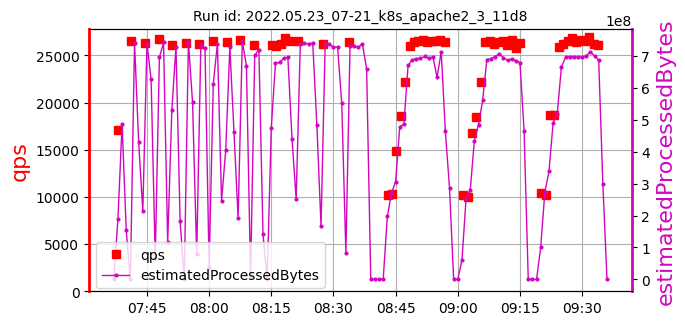 Run id: 2022.05.23_07-21_k8s_apache2_3_11d8
1e8
25000
20000
15000
10000
5000
0
qps
7
6
5
4
3
2
1
0
estimatedProcessedBytes
qps
estimatedProcessedBytes
07:45 08:00 08:15 08:30 08:45 09:00 09:15 09:30